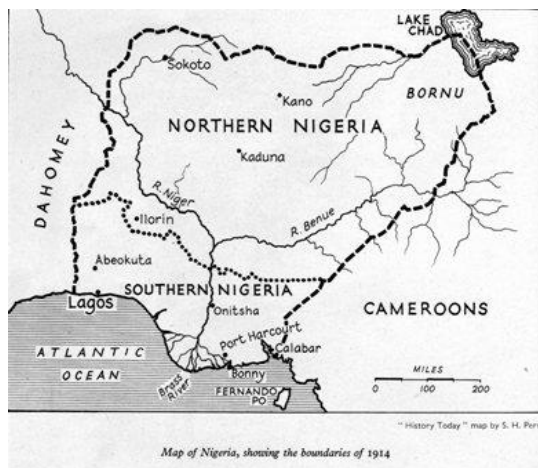 LAKE
CHAD
Sokoto
Kano
BORNU
NORTHERN NIGERIA
Kaduna
DAHOMEY
R. Niger
Ilorin
R. Benue
Abeokuta
SOUTHERN NIGERIA
Lagos
Onitsha
CAMEROONS
Port Harcourt
Calabar
ATLANTIC
OCEAN
Brass
River
Bonny
FERNANDO
PO
MILES
0 100 200
"History Today" map by S. H. Per
Map of Nigeria, showing the boundaries of 1914